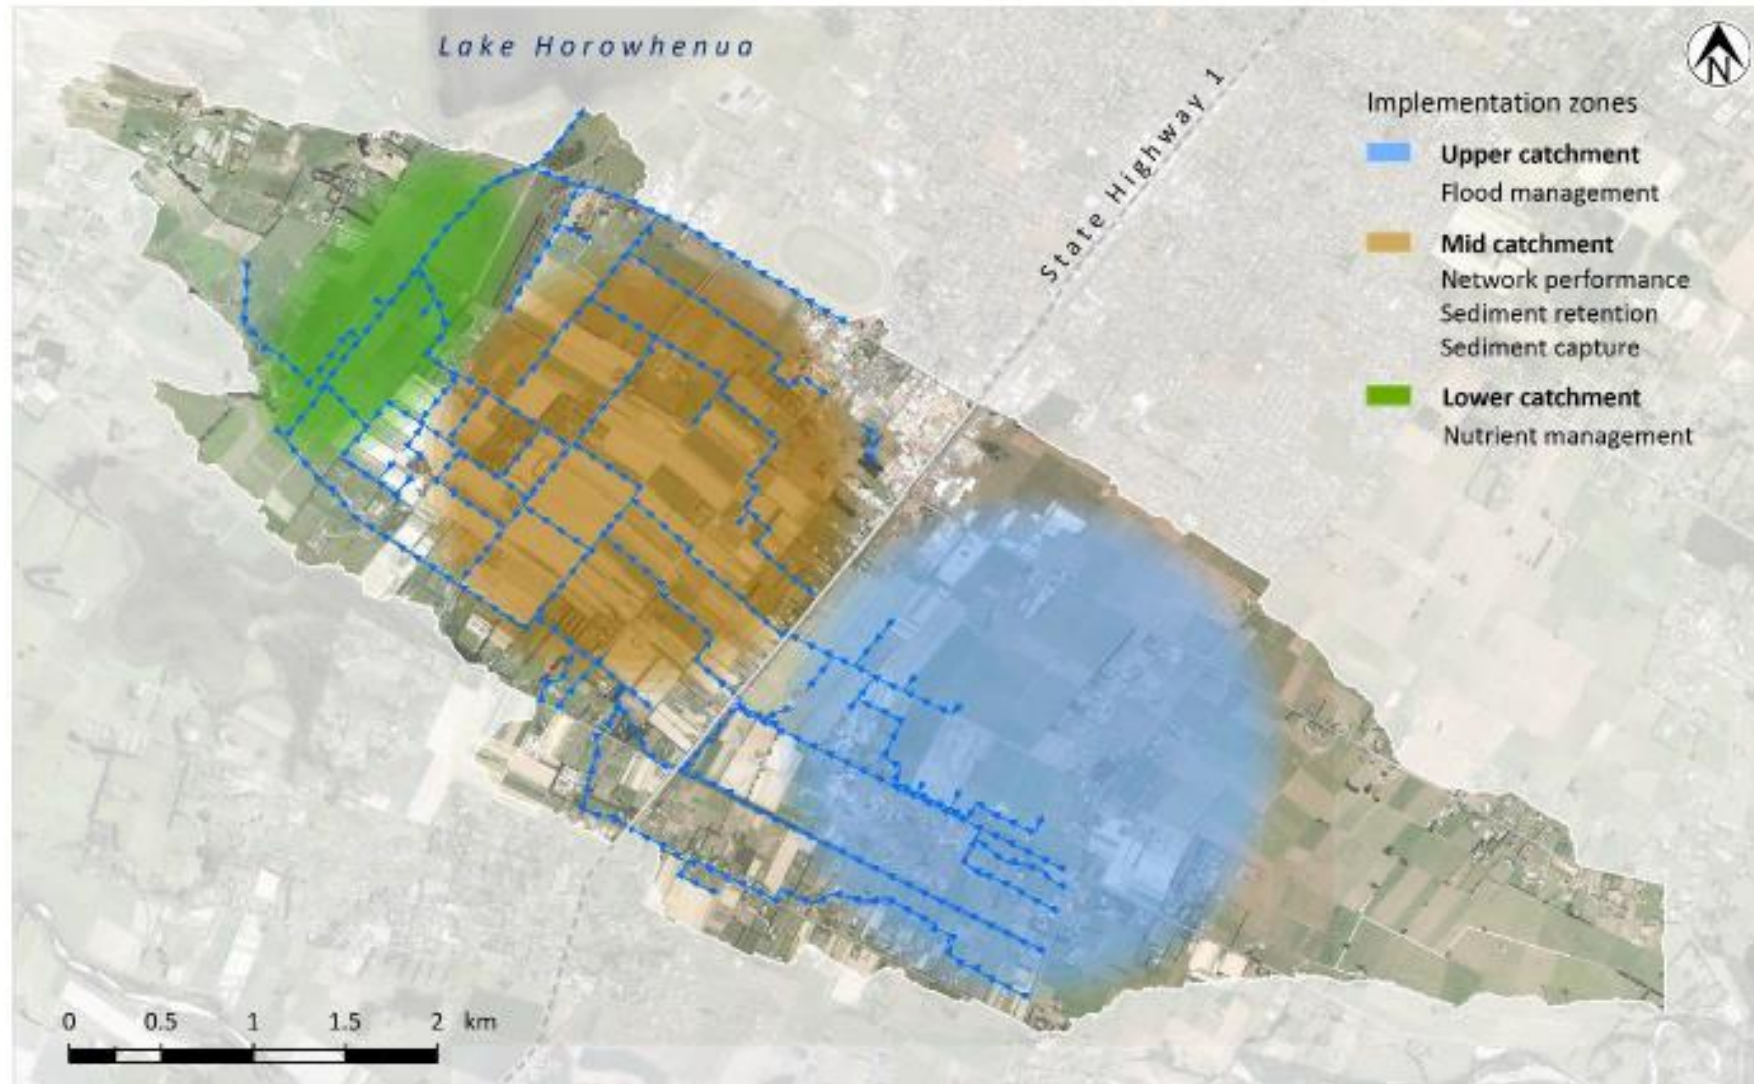 Lake Horowhenua
N
State Highway 1
Implementation zones
Upper catchment
Flood management
Mid catchment
Network performance
Sediment retention
Sediment capture
Lower catchment
Nutrient management
0 0.5 1 1.5 2 km